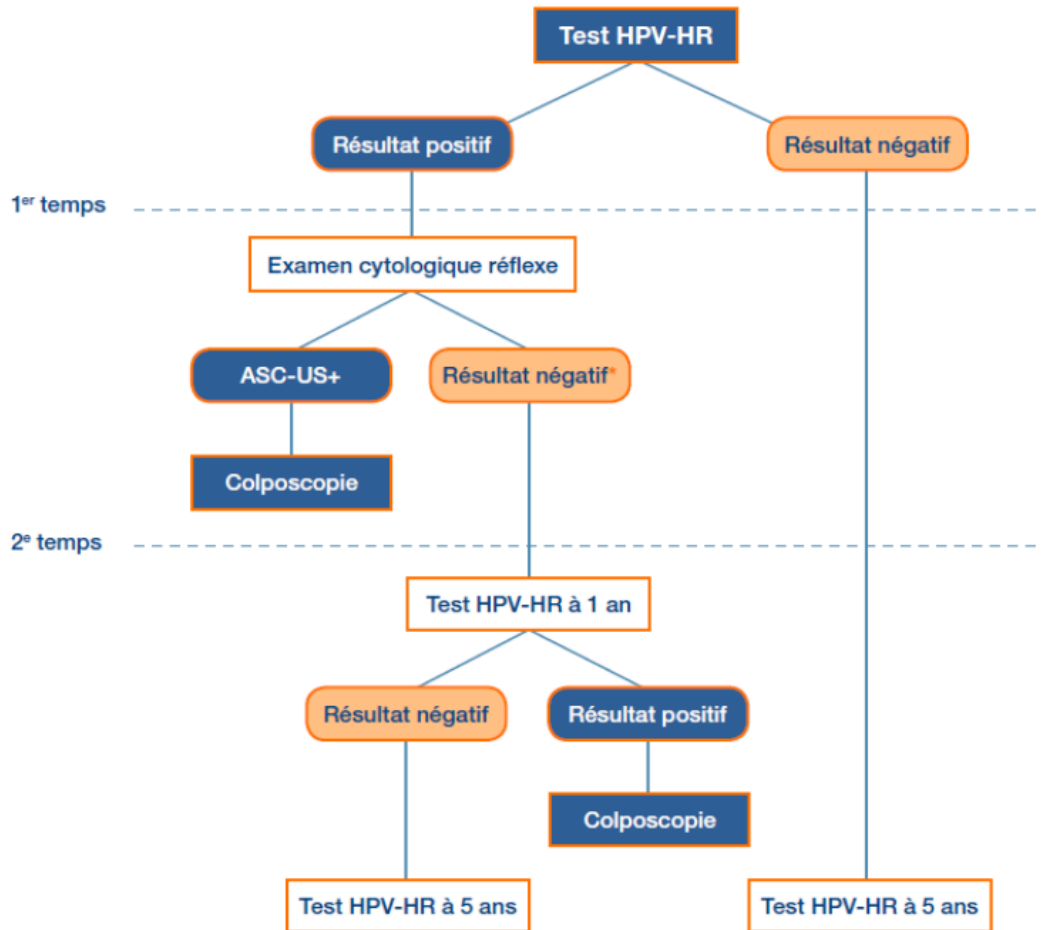 Test HPV-HR
Résultat positif
Résultat négatif
1er temps
Examen cytologique réflexe
ASC-US+
Résultat négatif*
Colposcopie
2e temps
Test HPV-HR à 1 an
Résultat négatif
Résultat positif
Colposcopie
Test HPV-HR à 5 ans
Test HPV-HR à 5 ans